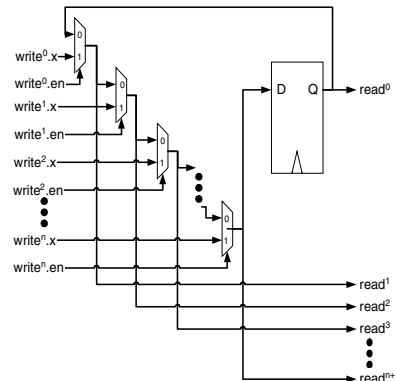 0
write⁰.x
1
D Q
read⁰
write⁰.en
0
write¹.x
1
write¹.en
0
write².x
1
write².en
0
writeⁿ.x
1
writeⁿ.en
read¹
read²
read³
readⁿ⁺